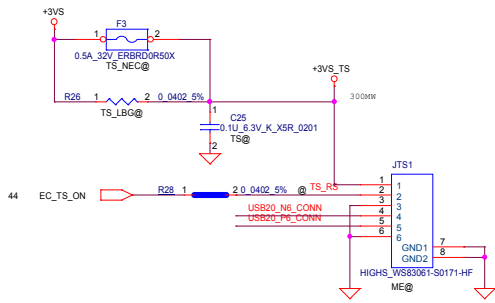 +3VS
F3
1 2
0.5A_32V_ERBRD0R50X
TS_NEC@
+3VS_TS
300MW
R26 1 2 0_0402_5%
TS_LBG@
1
C25
0.1U_6.3V_K_X5R_0201
TS@
2
JTS1
44 EC_TS_ON R28 1 2 0_0402_5% @ TS_RS
USB20_N6_CONN
USB20_P6_CONN
1 1
2 2
3 3
4 4
5 5
6 6
GND1 7
GND2 8
HIGHS_WS83061-S0171-HF
ME@